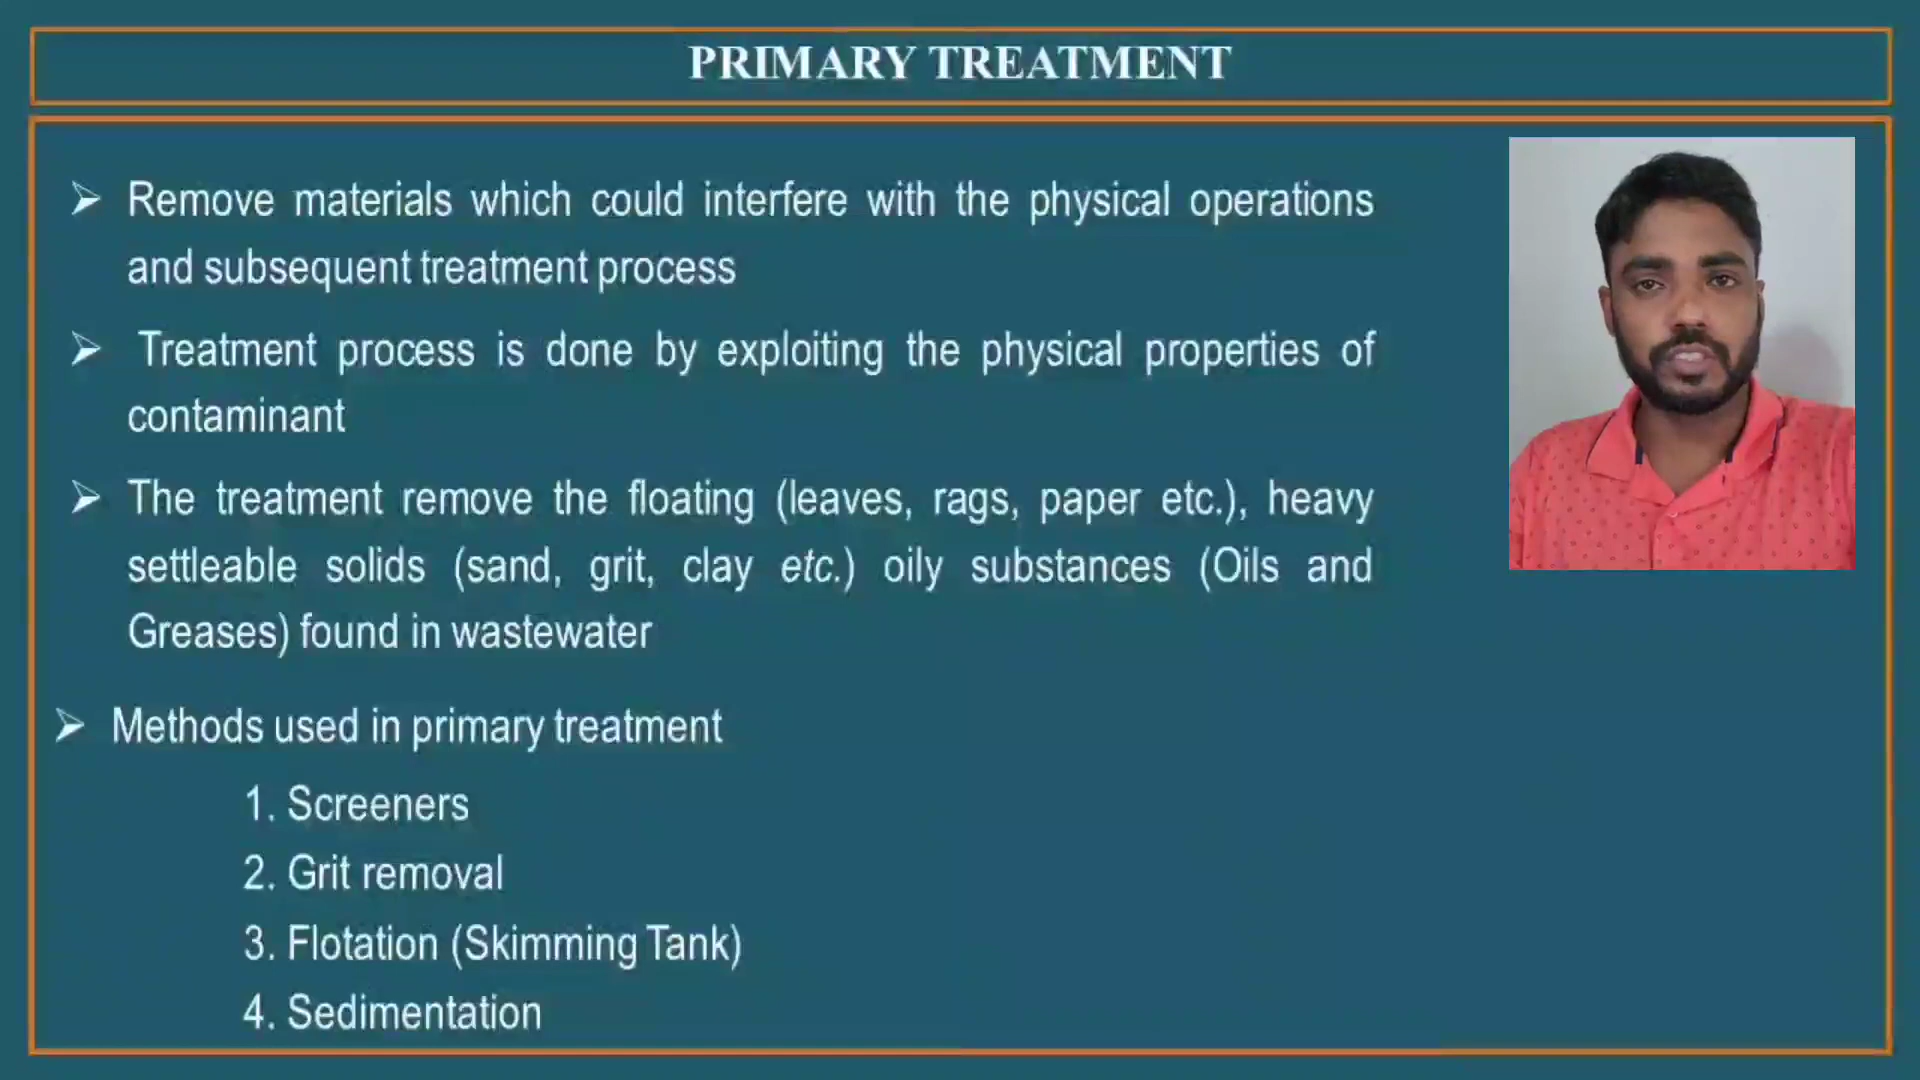 PRIMARY TREATMENT
➢ Remove materials which could interfere with the physical operations
and subsequent treatment process
➢ Treatment process is done by exploiting the physical properties of
contaminant
➢ The treatment remove the floating (leaves, rags, paper etc.), heavy
settleable solids (sand, grit, clay etc.) oily substances (Oils and
Greases) found in wastewater
➢ Methods used in primary treatment
1. Screeners
2. Grit removal
3. Flotation (Skimming Tank)
4. Sedimentation